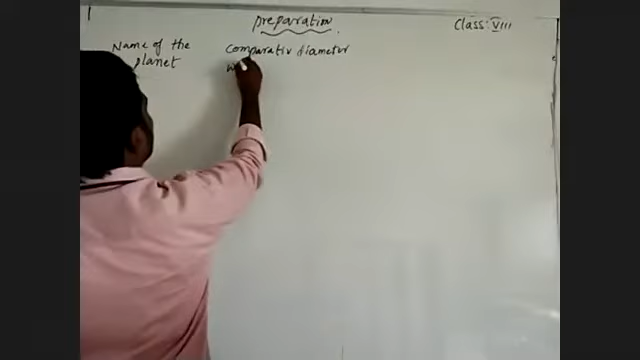 preparation
Class: VIII
Name of the
planet
Comparativ diameter